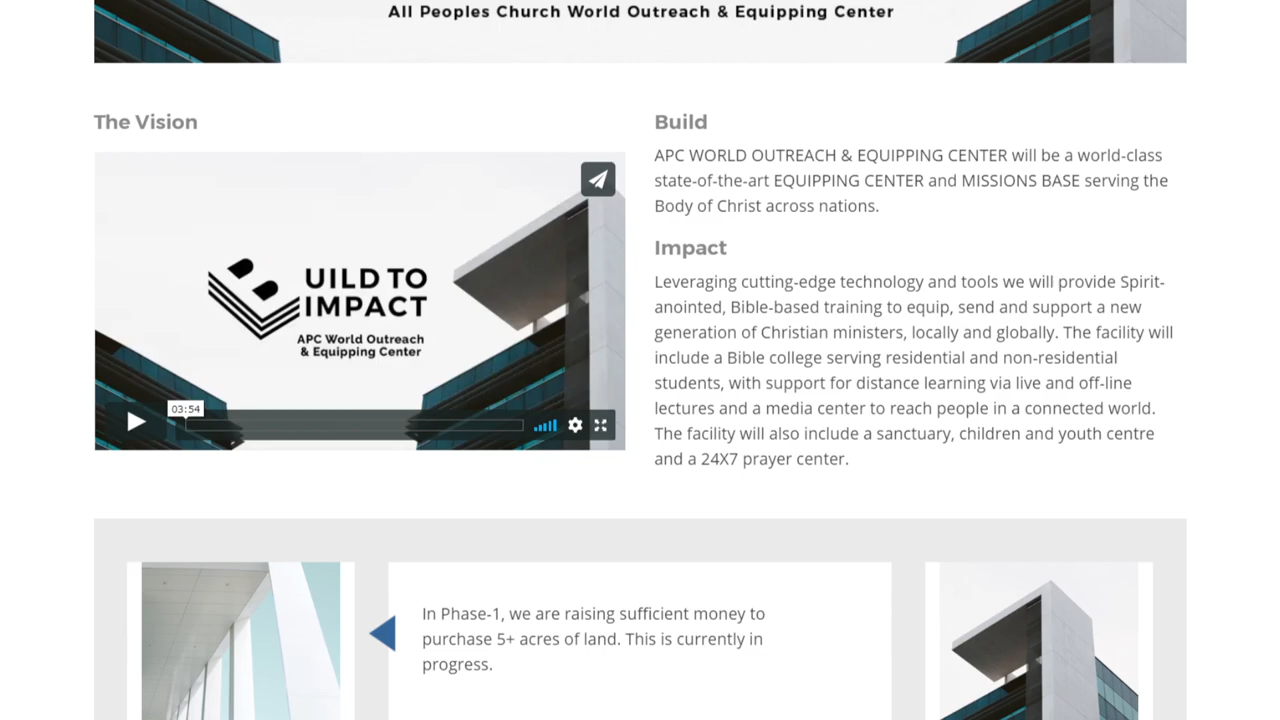 All Peoples Church World Outreach & Equipping Center
The Vision
UILD TO
IMPACT
APC World Outreach
& Equipping Center
03:54
Build
APC WORLD OUTREACH & EQUIPPING CENTER will be a world-class
state-of-the-art EQUIPPING CENTER and MISSIONS BASE serving the
Body of Christ across nations.
Impact
Leveraging cutting-edge technology and tools we will provide Spirit-
anointed, Bible-based training to equip, send and support a new
generation of Christian ministers, locally and globally. The facility will
include a Bible college serving residential and non-residential
students, with support for distance learning via live and off-line
lectures and a media center to reach people in a connected world.
The facility will also include a sanctuary, children and youth centre
and a 24X7 prayer center.
In Phase-1, we are raising sufficient money to
purchase 5+ acres of land. This is currently in
progress.